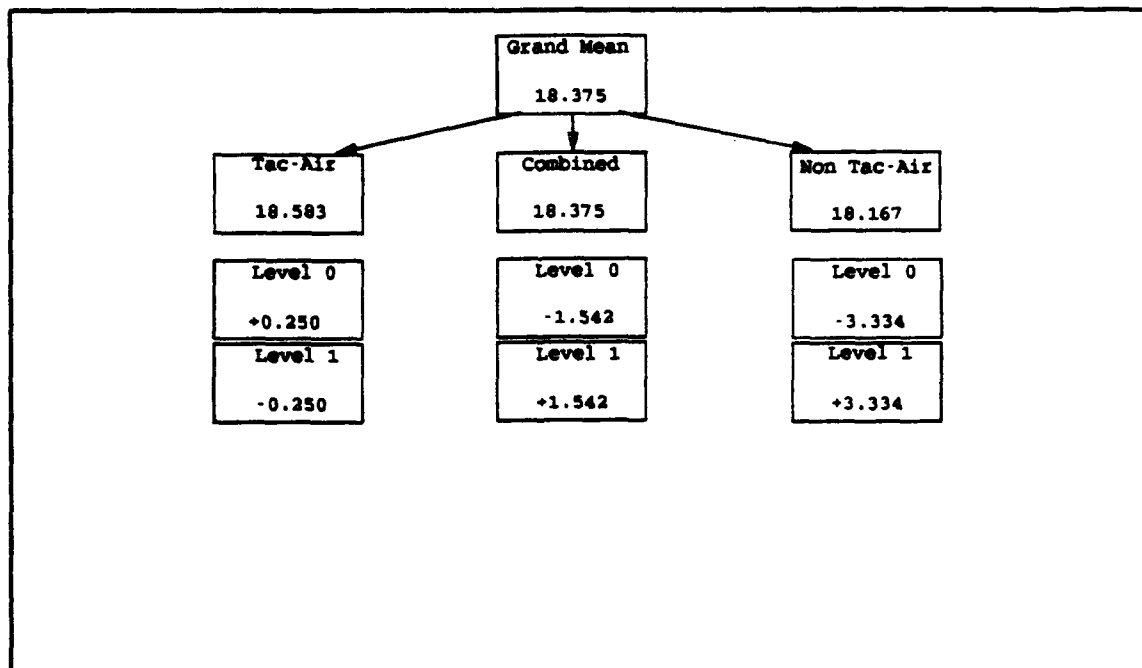 Grand Mean
18.375
Tac-Air
18.583
Combined
18.375
Non Tac-Air
18.167
Level 0
+0.250
Level 0
-1.542
Level 0
-3.334
Level 1
-0.250
Level 1
+1.542
Level 1
+3.334